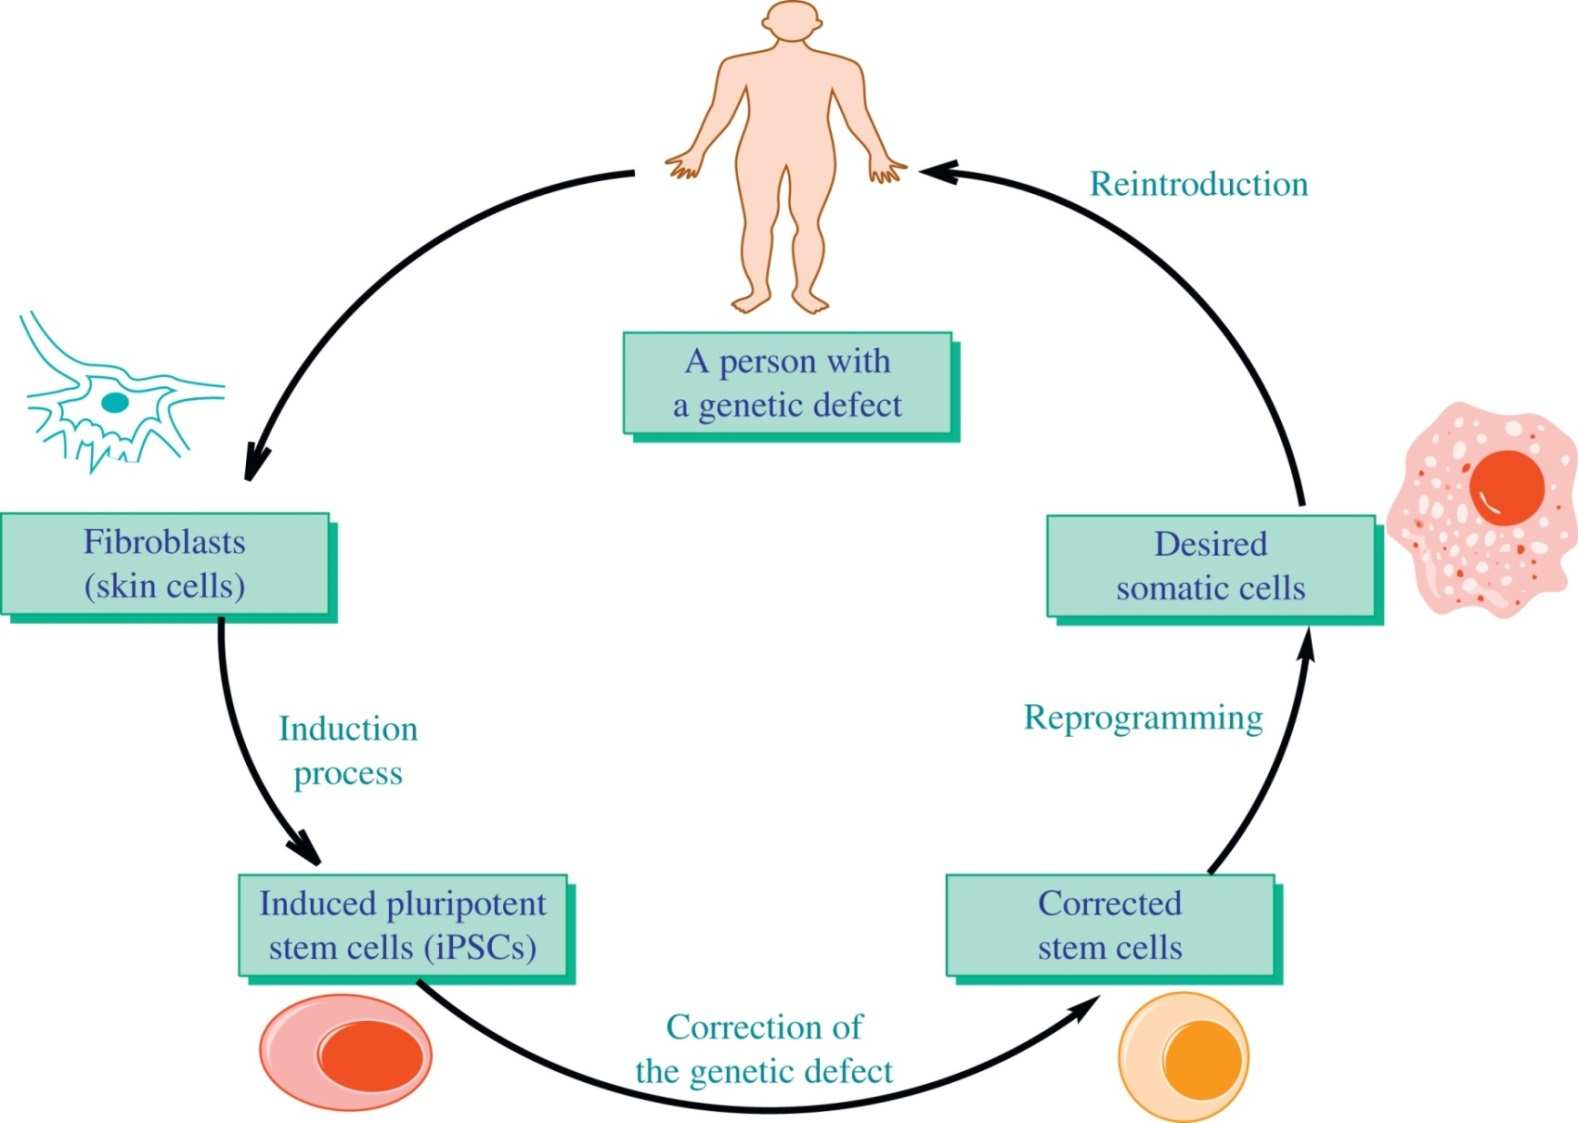 Reintroduction
A person with
a genetic defect
Fibroblasts
(skin cells)
Desired
somatic cells
Induction
process
Reprogramming
Induced pluripotent
stem cells (iPSCs)
Corrected
stem cells
Correction of
the genetic defect